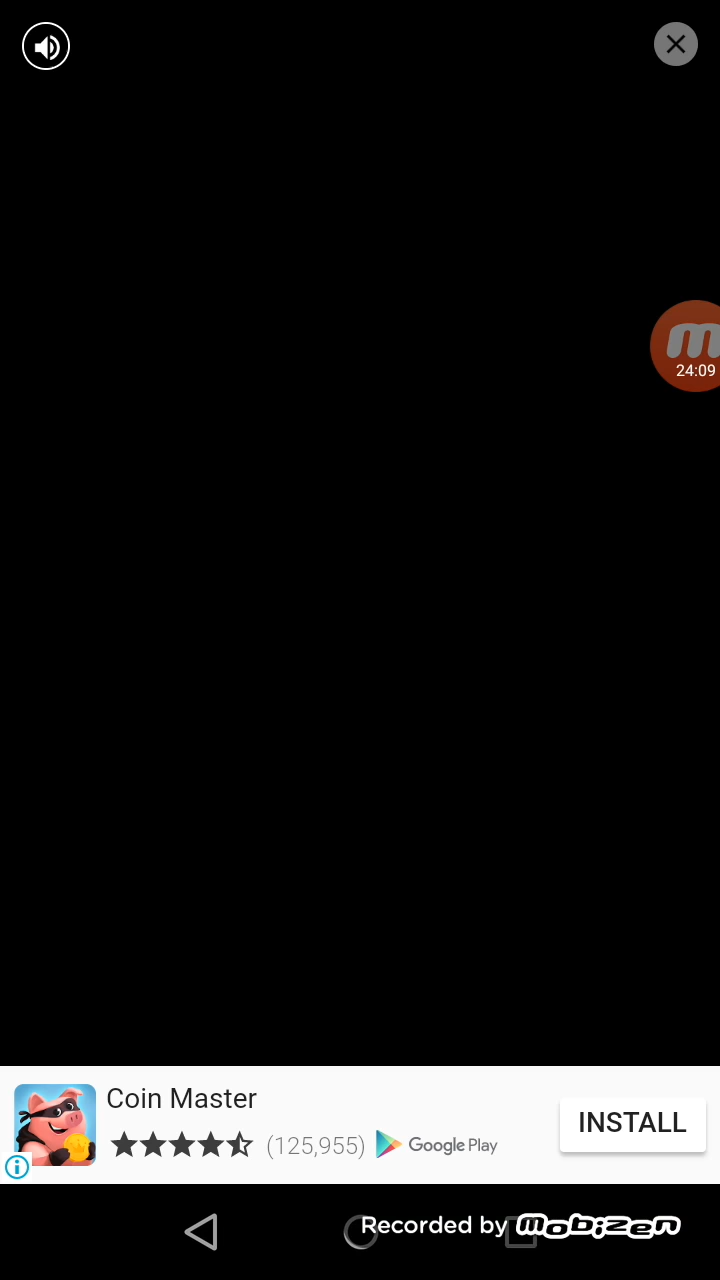 m
24:09
Coin Master
(125,955) Google Play
INSTALL
Recorded by mobizen